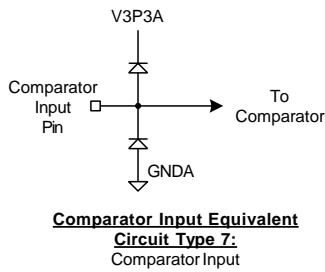 V3P3A
Comparator
Input
Pin
To
Comparator
GNDA
Comparator Input Equivalent
Circuit Type 7:
Comparator Input